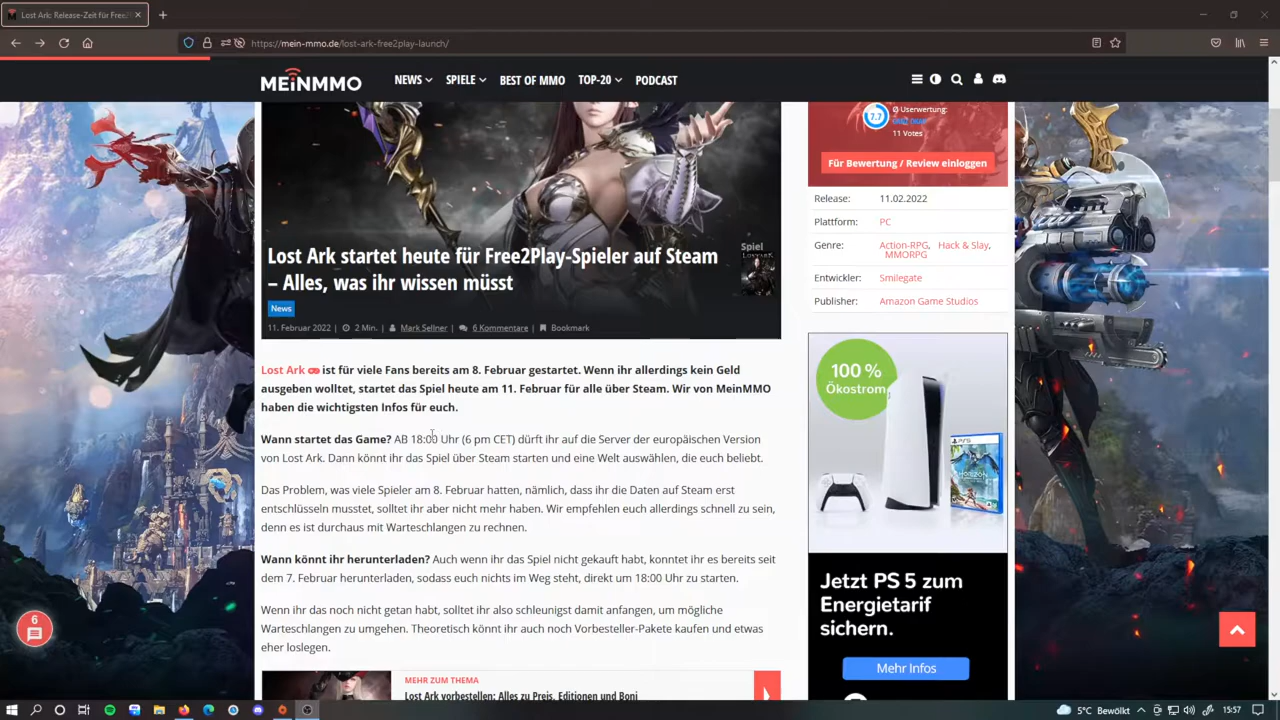 Lost Ark: Release-Zeit für Free
https://mein-mmo.de/lost-ark-free2play-launch/
MEiNMMO
NEWS
SPIELE
BEST OF MMO
TOP-20
PODCAST
Lost Ark startet heute für Free2Play-Spieler auf Steam
– Alles, was ihr wissen müsst
Spiel
LOSTARK
News
11. Februar 2022
2 Min.
Mark Sellner
6 Kommentare
Bookmark
Lost Ark ist für viele Fans bereits am 8. Februar gestartet. Wenn ihr allerdings kein Geld
ausgeben wolltet, startet das Spiel heute am 11. Februar für alle über Steam. Wir von MeinMMO
haben die wichtigsten Infos für euch.
Wann startet das Game? AB 18:00 Uhr (6 pm CET) dürft ihr auf die Server der europäischen Version
von Lost Ark. Dann könnt ihr das Spiel über Steam starten und eine Welt auswählen, die euch beliebt.
Das Problem, was viele Spieler am 8. Februar hatten, nämlich, dass ihr die Daten auf Steam erst
entschlüsseln musstet, solltet ihr aber nicht mehr haben. Wir empfehlen euch allerdings schnell zu sein,
denn es ist durchaus mit Warteschlangen zu rechnen.
Wann könnt ihr herunterladen? Auch wenn ihr das Spiel nicht gekauft habt, konntet ihr es bereits seit
dem 7. Februar herunterladen, sodass euch nichts im Weg steht, direkt um 18:00 Uhr zu starten.
Wenn ihr das noch nicht getan habt, solltet ihr also schleunigst damit anfangen, um mögliche
Warteschlangen zu umgehen. Theoretisch könnt ihr auch noch Vorbesteller-Pakete kaufen und etwas
eher loslegen.
MEHR ZUM THEMA
Lost Ark vorbestellen: Alles zu Preis, Editionen und Boni
6
7.7
Ø Userwertung:
11 Votes
Für Bewertung / Review einloggen
Release: 11.02.2022
Plattform: PC
Genre: Action-RPG, Hack & Slay,
MMORPG
Entwickler: Smilegate
Publisher: Amazon Game Studios
100 %
Ökostrom
PS5
Jetzt PS 5 zum
Energietarif
sichern.
Mehr Infos
5°C Bewölkt
15:57